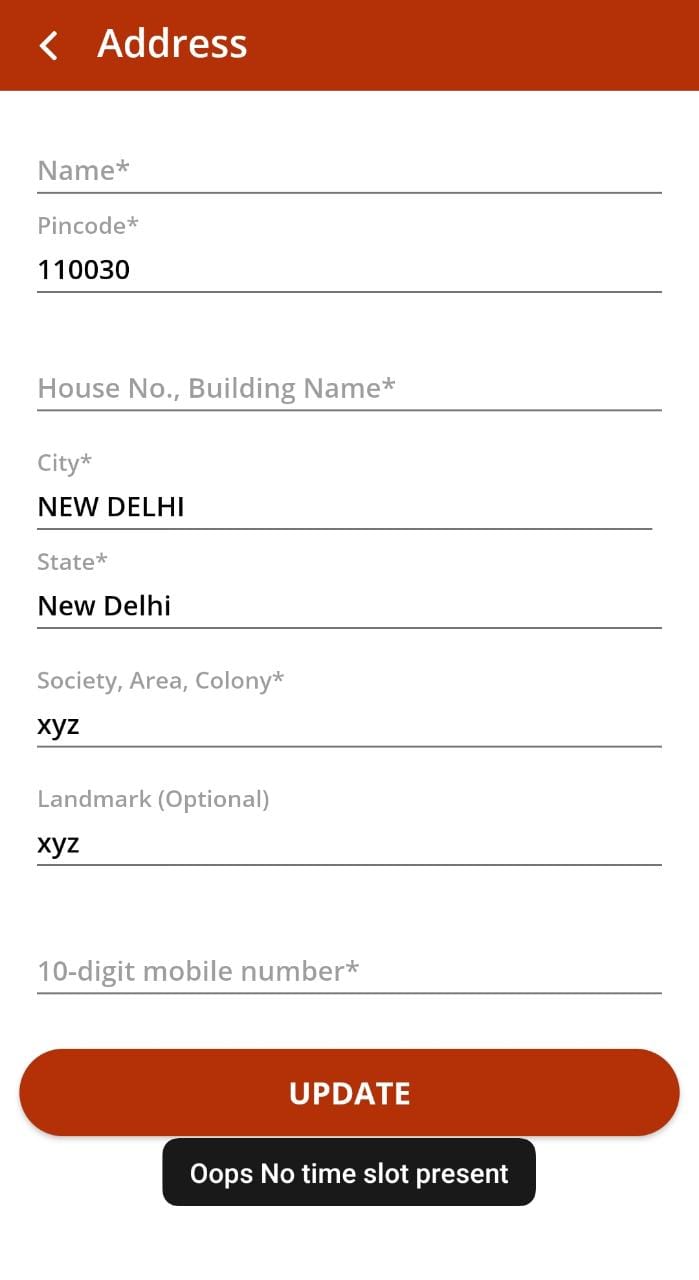 Address
Name*
Pincode*
110030
House No., Building Name*
City*
NEW DELHI
State*
New Delhi
Society, Area, Colony*
xyz
Landmark (Optional)
xyz
10-digit mobile number*
UPDATE
Oops No time slot present